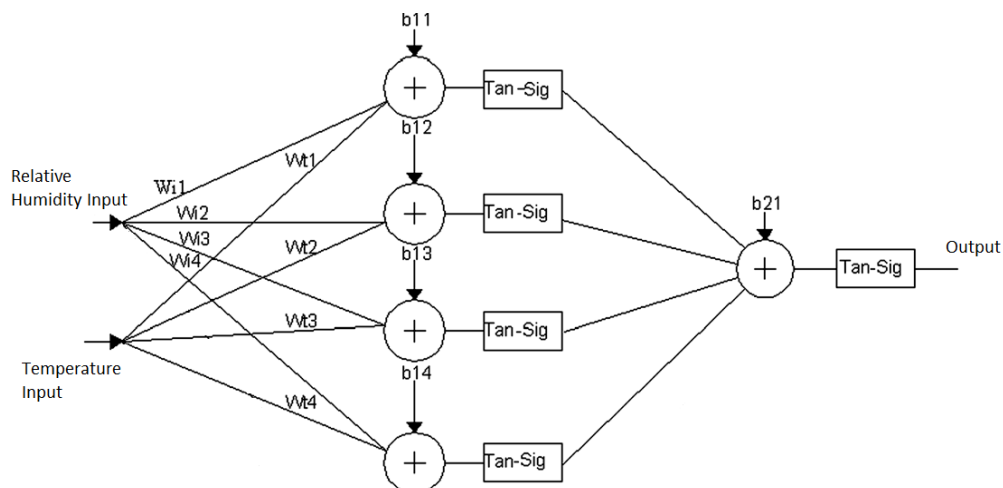 b11
Tan-Sig
b12
Wt1
Relative
Humidity Input
Wi1
Wi2
Tan-Sig
b21
Wi3
Wt2
b13
Wi4
Output
Tan-Sig
Wt3
Tan-Sig
Temperature
Input
b14
Wt4
Tan-Sig